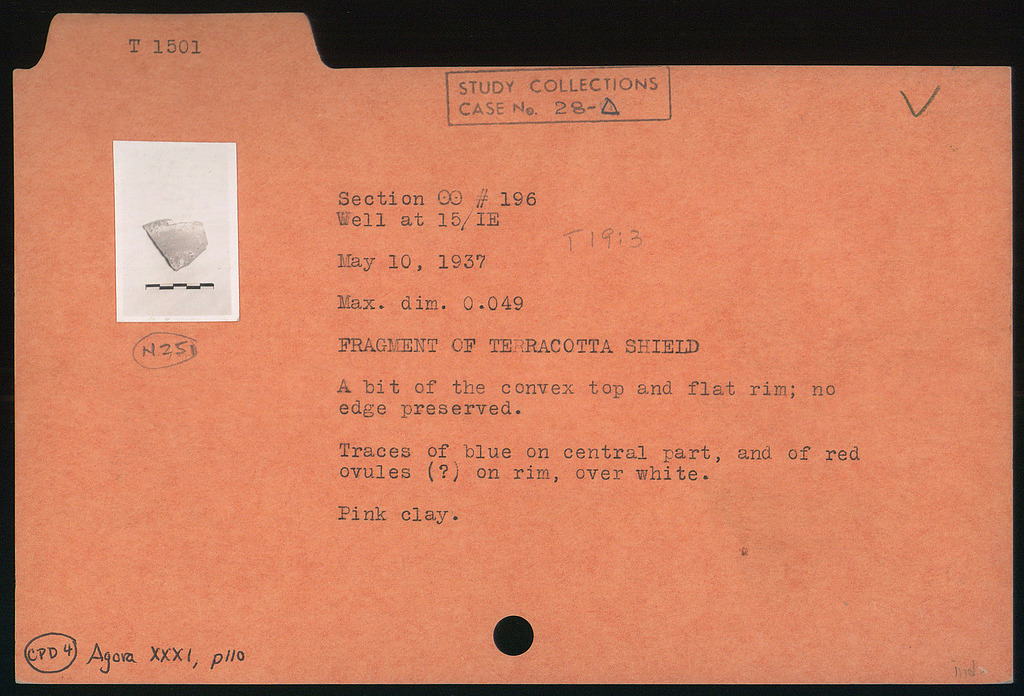 T 1501
STUDY COLLECTIONS
CASE No. 28-Δ
Section ΘΘ # 196
Well at 15/ΙΕ
T 19:3
May 10, 1937
Max. dim. 0.049
FRAGMENT OF TERRACOTTA SHIELD
A bit of the convex top and flat rim; no
edge preserved.
Traces of blue on central part, and of red
ovules (?) on rim, over white.
Pink clay.
CPD 4 Agora XXXI, p110